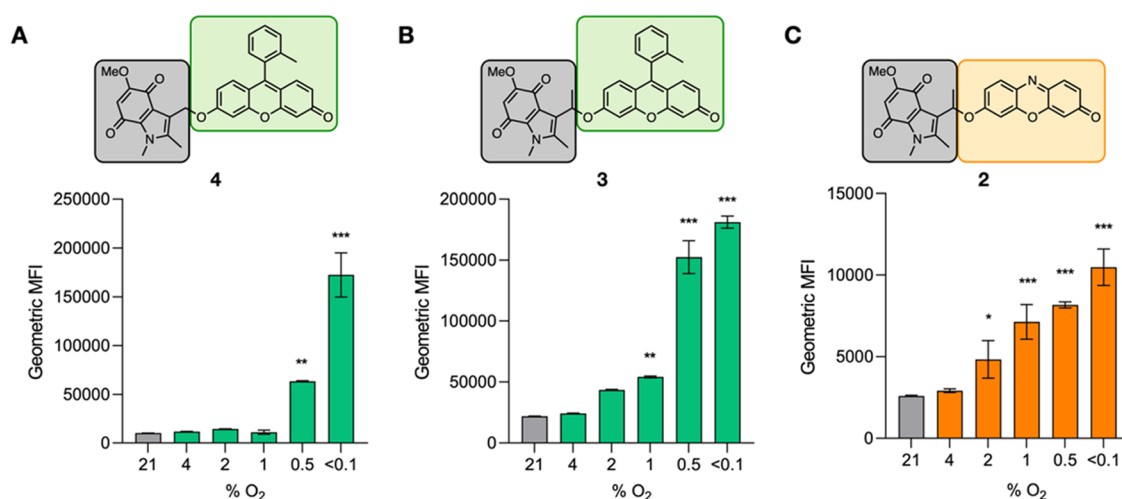 A
MeO
O
O
N
O
O
O
4
Geometric MFI
250000
200000
150000
100000
50000
0
**
***
21 4 2 1 0.5 <0.1
% O2
B
MeO
O
O
N
O
O
O
3
Geometric MFI
200000
150000
100000
50000
0
**
***
***
21 4 2 1 0.5 <0.1
% O2
C
MeO
O
O
N
O
N
O
O
2
Geometric MFI
15000
10000
5000
0
*
***
***
***
21 4 2 1 0.5 <0.1
% O2